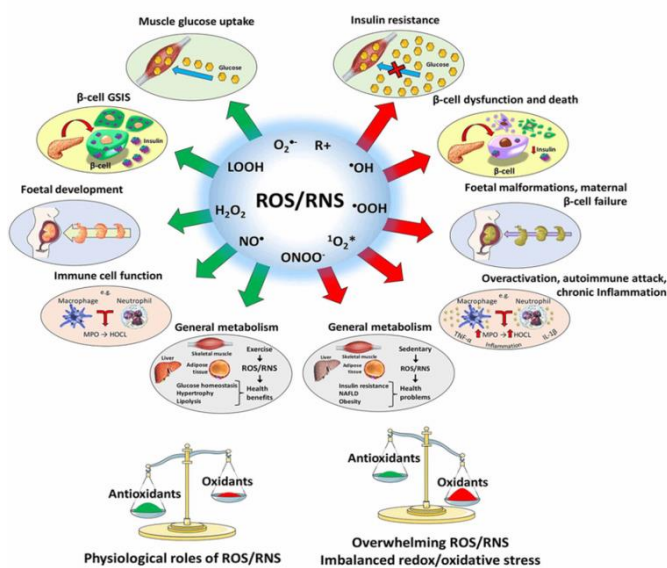 Muscle glucose uptake
Glucose
Insulin resistance
Glucose
β-cell GSIS
Insulin
β-cell
β-cell dysfunction and death
Insulin
β-cell
O₂•- R+
LOOH •OH
ROS/RNS
H₂O₂ •OOH
NO• ¹O₂*
ONOO-
Foetal development
Foetal malformations, maternal
β-cell failure
Immune cell function
e.g.
Macrophage Neutrophil
MPO → HOCL
Overactivation, autoimmune attack,
chronic Inflammation
e.g.
Macrophage Neutrophil
MPO → HOCL
TNF-α Inflammation IL-1β
General metabolism
Skeletal muscle
Liver
Adipose
tissue
Exercise
ROS/RNS
Glucose homeostasis
Hypertrophy
Lipolysis
Health
benefits
General metabolism
Skeletal muscle
Liver
Adipose
tissue
Sedentary
ROS/RNS
Insulin resistance
NAFLD
Obesity
Health
problems
Antioxidants Oxidants
Physiological roles of ROS/RNS
Antioxidants Oxidants
Overwhelming ROS/RNS
Imbalanced redox/oxidative stress